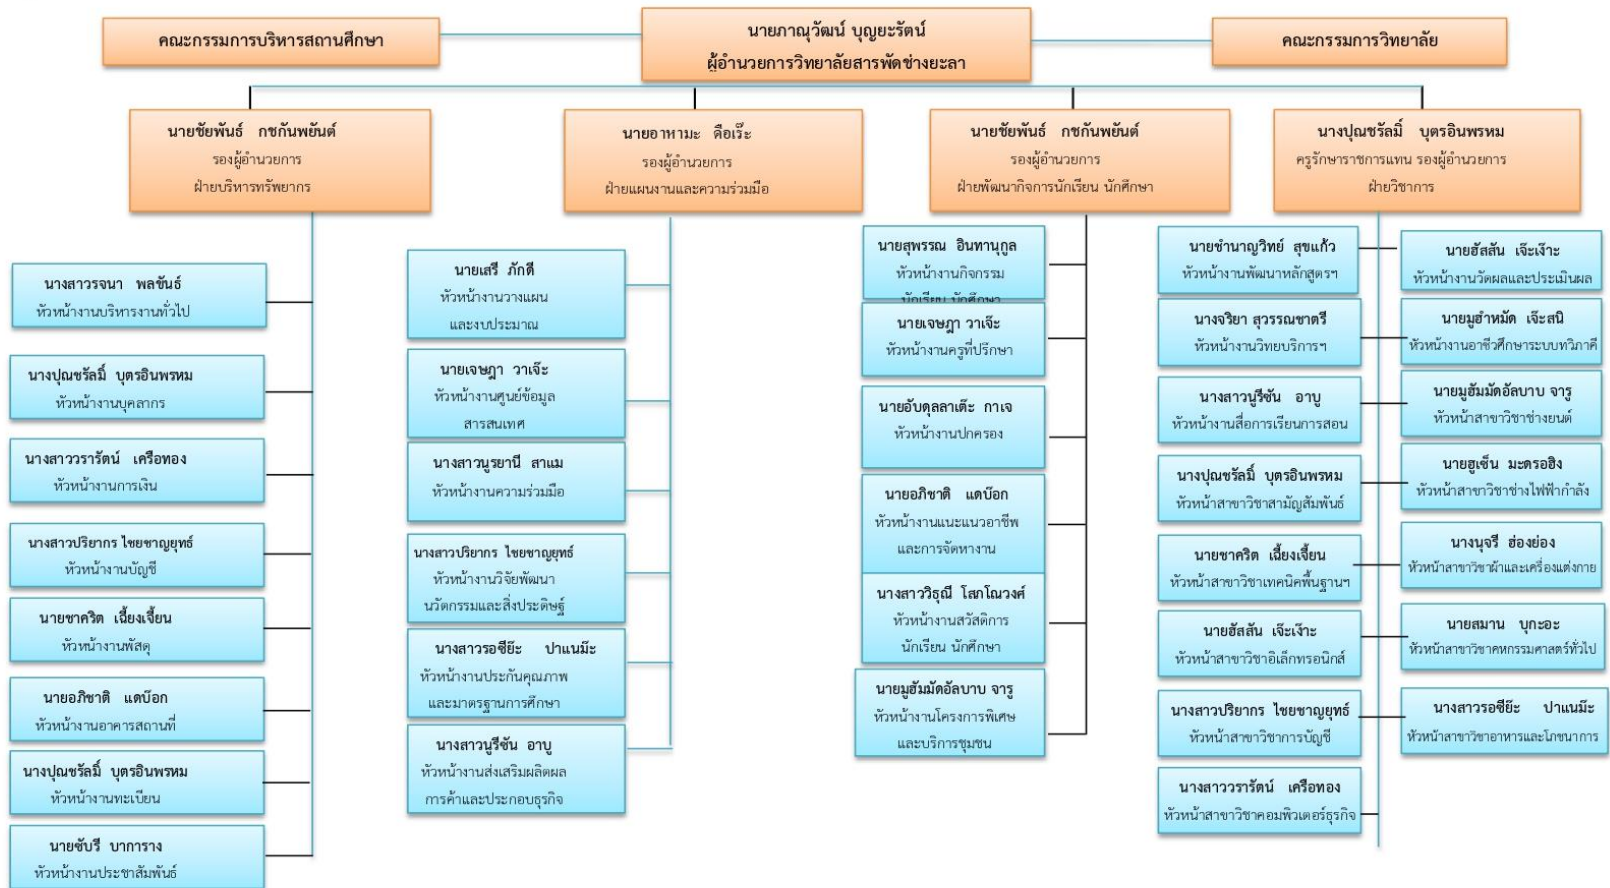 คณะกรรมการบริหารสถานศึกษา
นายภาณุวัฒน์ บุญยะรัตน์
ผู้อำนวยการวิทยาลัยสารพัดช่างยะลา
คณะกรรมการวิทยาลัย
นายชัยพันธ์ กชกันพยันต์
รองผู้อำนวยการ
ฝ่ายบริหารทรัพยากร
นายอาหามะ ดือเร๊ะ
รองผู้อำนวยการ
ฝ่ายแผนงานและความร่วมมือ
นายชัยพันธ์ กชกันพยันต์
รองผู้อำนวยการ
ฝ่ายพัฒนากิจการนักเรียน นักศึกษา
นางปุณชรัสมิ์ บุตรอินพรหม
ครูรักษาราชการแทน รองผู้อำนวยการ
ฝ่ายวิชาการ
นางสาวรจนา พลขันธ์
หัวหน้างานบริหารงานทั่วไป
นางปุณชรัสมิ์ บุตรอินพรหม
หัวหน้างานบุคลากร
นางสาววรารัตน์ เครือทอง
หัวหน้างานการเงิน
นางสาวปริยากร ไชยชาญยุทธ์
หัวหน้างานบัญชี
นายชาคริต เฉี้ยงเจี้ยน
หัวหน้างานพัสดุ
นายอภิชาติ แดบ๊อก
หัวหน้างานอาคารสถานที่
นางปุณชรัสมิ์ บุตรอินพรหม
หัวหน้างานทะเบียน
นายซับรี บาการาง
หัวหน้างานประชาสัมพันธ์
นายเสรี ภักดี
หัวหน้างานวางแผน
และงบประมาณ
นายเจษฎา วาเจ๊ะ
หัวหน้างานศูนย์ข้อมูล
สารสนเทศ
นางสาวนูรยานี สาแม
หัวหน้างานความร่วมมือ
นางสาวปริยากร ไชยชาญยุทธ์
หัวหน้างานวิจัยพัฒนา
นวัตกรรมและสิ่งประดิษฐ์
นางสาวรอซีย๊ะ ปาแนม๊ะ
หัวหน้างานประกันคุณภาพ
และมาตรฐานการศึกษา
นางสาวนูรีซัน อาบู
หัวหน้างานส่งเสริมผลิตผล
การค้าและประกอบธุรกิจ
นายสุพรรณ อินทานุกูล
หัวหน้างานกิจกรรม
นักเรียน นักศึกษา
นายเจษฎา วาเจ๊ะ
หัวหน้างานครูที่ปรึกษา
นายอับดุลลาเต๊ะ กาเจ
หัวหน้างานปกครอง
นายอภิชาติ แดบ๊อก
หัวหน้างานแนะแนวอาชีพ
และการจัดหางาน
นางสาววิธุณี โสภโณวงศ์
หัวหน้างานสวัสดิการ
นักเรียน นักศึกษา
นายมูฮัมมัดอัลบาบ จารู
หัวหน้างานโครงการพิเศษ
และบริการชุมชน
นายชำนาญวิทย์ สุขแก้ว
หัวหน้างานพัฒนาหลักสูตรฯ
นางจริยา สุวรรณชาตรี
หัวหน้างานวิทยบริการฯ
นางสาวนูรีซัน อาบู
หัวหน้างานสื่อการเรียนการสอน
นางปุณชรัสมิ์ บุตรอินพรหม
หัวหน้าสาขาวิชาสามัญสัมพันธ์
นายชาคริต เฉี้ยงเจี้ยน
หัวหน้าสาขาวิชาเทคนิคพื้นฐานฯ
นายฮัสสัน เจ๊ะเง๊าะ
หัวหน้าสาขาวิชาอิเล็กทรอนิกส์
นางสาวปริยากร ไชยชาญยุทธ์
หัวหน้าสาขาวิชาการบัญชี
นางสาววรารัตน์ เครือทอง
หัวหน้าสาขาวิชาคอมพิวเตอร์ธุรกิจ
นายฮัสสัน เจ๊ะเง๊าะ
หัวหน้างานวัดผลและประเมินผล
นายมูฮำหมัด เจ๊ะสนิ
หัวหน้างานอาชีวศึกษาระบบทวิภาคี
นายมูฮัมมัดอัลบาบ จารู
หัวหน้าสาขาวิชาช่างยนต์
นายฮูเซ็น มะดรอฮิง
หัวหน้าสาขาวิชาช่างไฟฟ้ากำลัง
นางนุจรี ฮ่องย่อง
หัวหน้าสาขาวิชาผ้าและเครื่องแต่งกาย
นายสมาน บุกะอะ
หัวหน้าสาขาวิชาคหกรรมศาสตร์ทั่วไป
นางสาวรอซีย๊ะ ปาแนม๊ะ
หัวหน้าสาขาวิชาอาหารและโภชนาการ